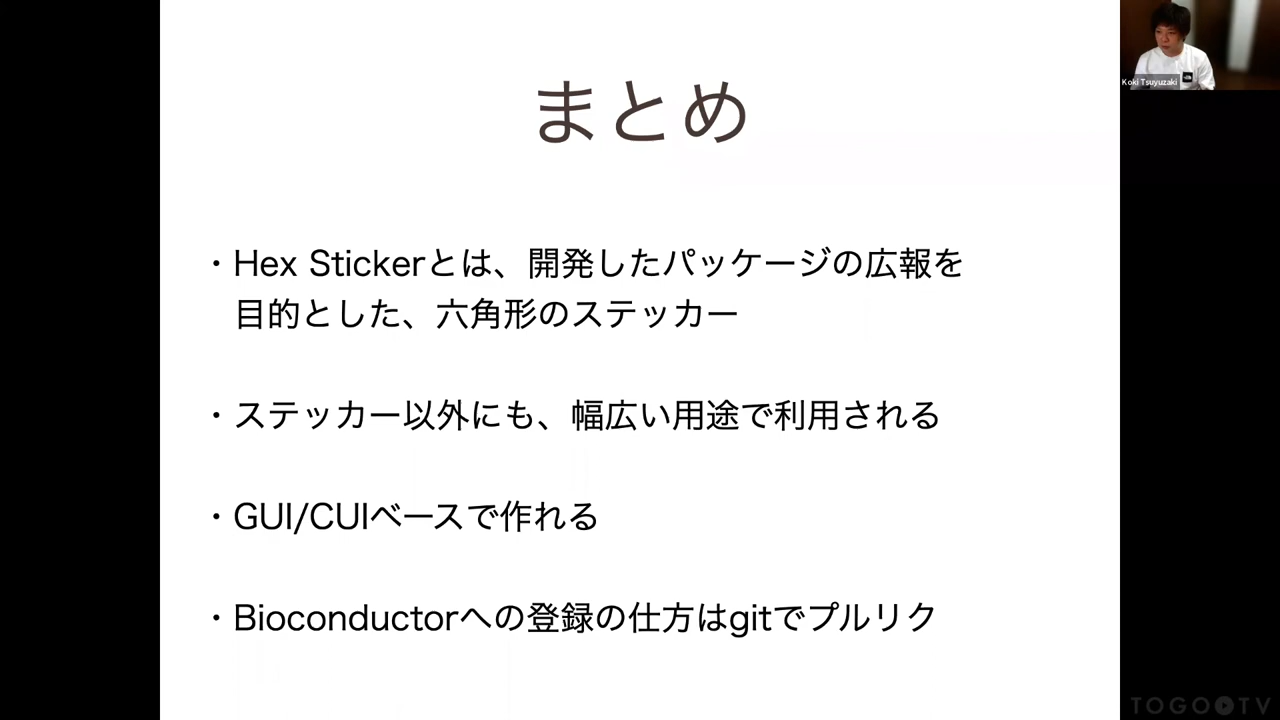 まとめ
・Hex Stickerとは、開発したパッケージの広報を
目的とした、六角形のステッカー
・ステッカー以外にも、幅広い用途で利用される
・GUI/CUIベースで作れる
・Bioconductorへの登録の仕方はgitでプルリク
Koki Tsuyuzaki
TOGO TV